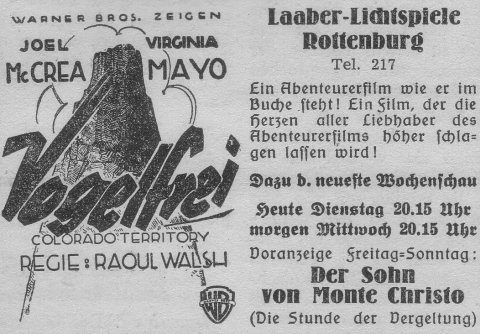 WARNER BROS. ZEIGEN
JOEL VIRGINIA
McCREA MAYO
Vogelfrei
COLORADO TERRITORY
REGIE: RAOUL WALSH
WB
Laaber-Lichtspiele
Rottenburg
Tel. 217
Ein Abenteurerfilm wie er im
Buche steht! Ein Film, der die
Herzen aller Liebhaber des
Abenteurerfilms höher schla-
gen lassen wird!
Dazu d. neueste Wochenschau
Heute Dienstag 20.15 Uhr
morgen Mittwoch 20.15 Uhr
Voranzeige Freitag-Sonntag:
Der Sohn
von Monte Christo
(Die Stunde der Vergeltung)